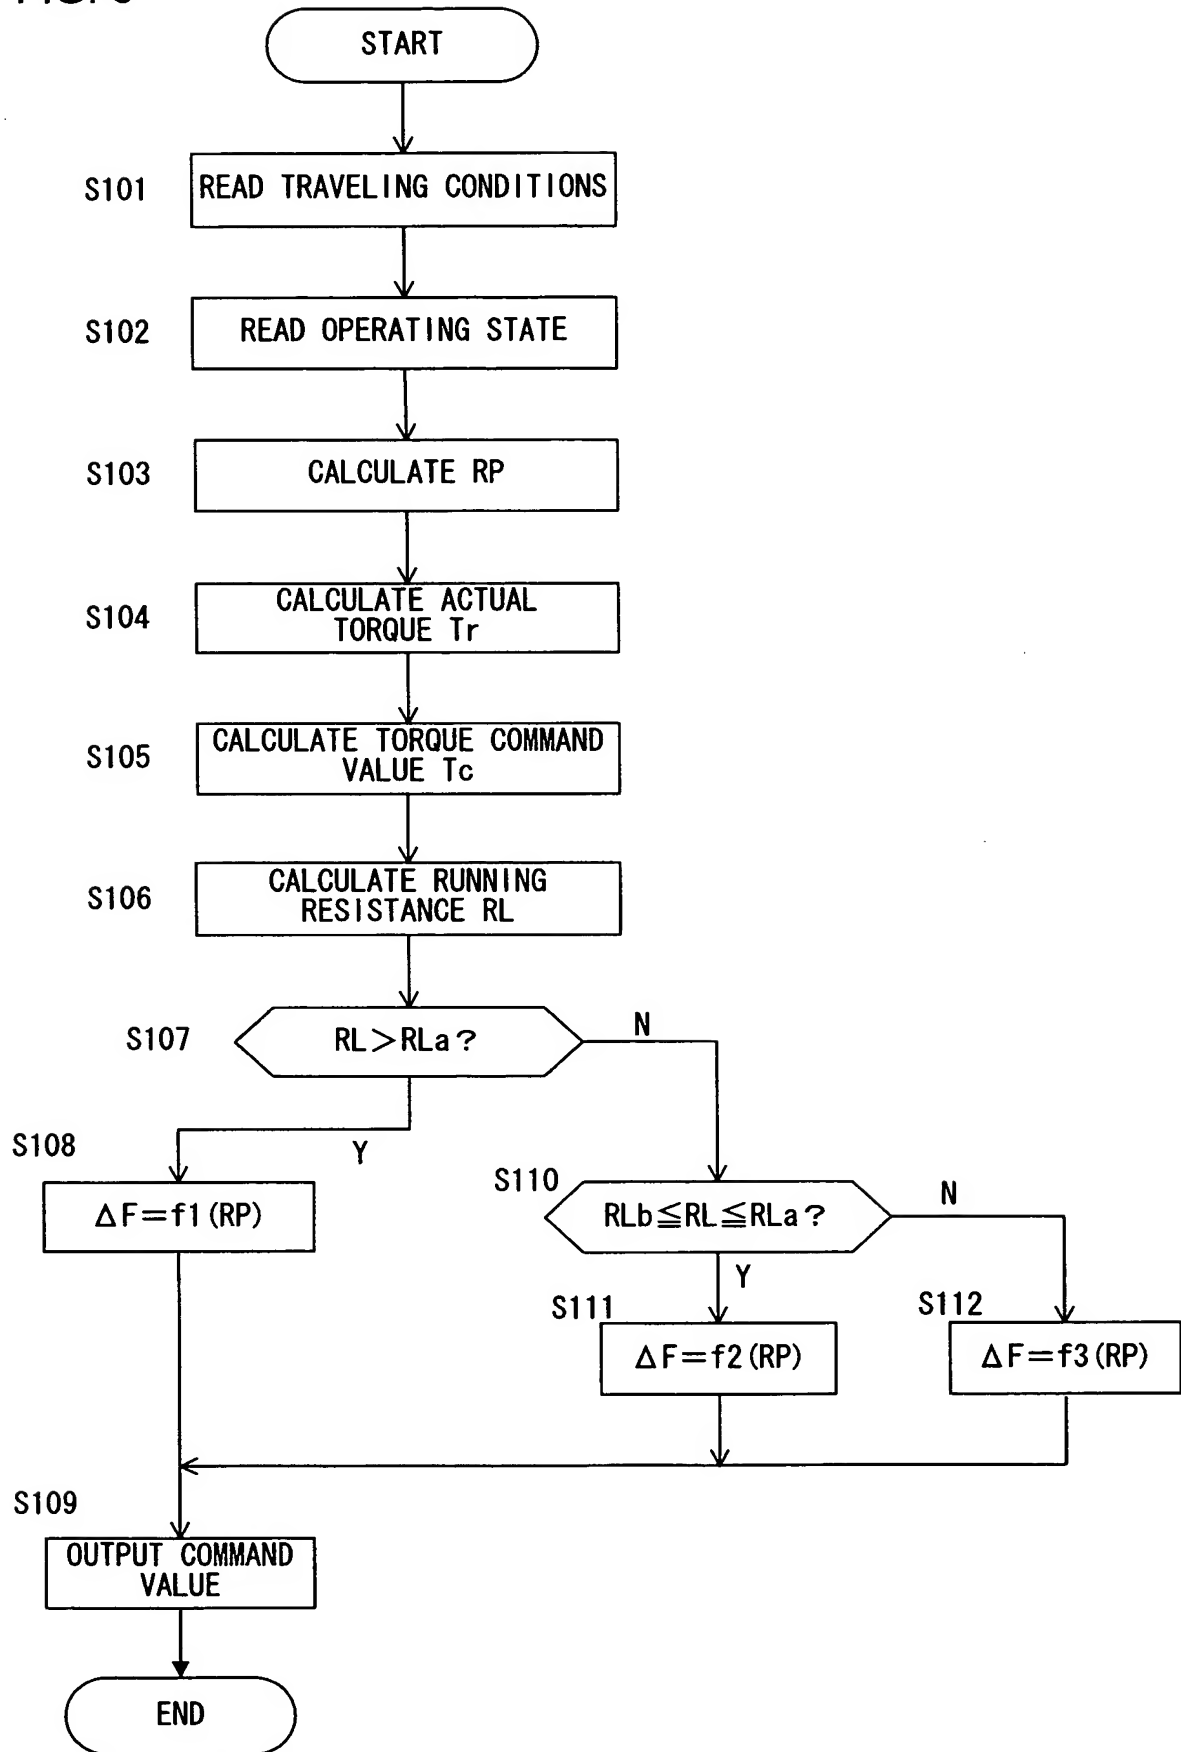 START
S101
READ TRAVELING CONDITIONS
S102
READ OPERATING STATE
S103
CALCULATE RP
S104
CALCULATE ACTUAL
TORQUE Tr
S105
CALCULATE TORQUE COMMAND
VALUE Tc
S106
CALCULATE RUNNING
RESISTANCE RL
S107
RL>RLa?
N
Y
S108
ΔF=f1(RP)
S110
RLb≦RL≦RLa?
N
Y
S111
ΔF=f2(RP)
S112
ΔF=f3(RP)
S109
OUTPUT COMMAND
VALUE
END